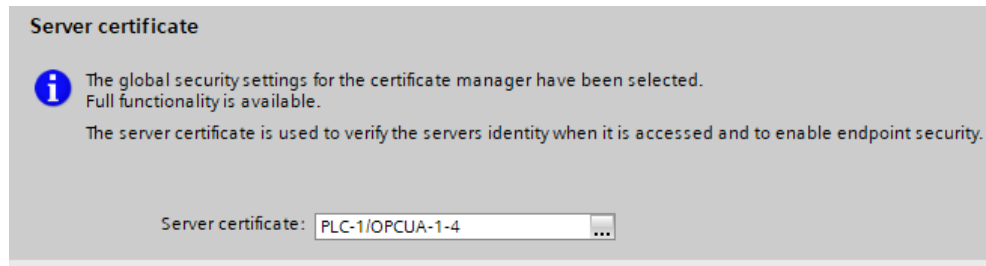 Server certificate
The global security settings for the certificate manager have been selected.
Full functionality is available.
The server certificate is used to verify the servers identity when it is accessed and to enable endpoint security.
Server certificate: PLC-1/OPCUA-1-4 ...